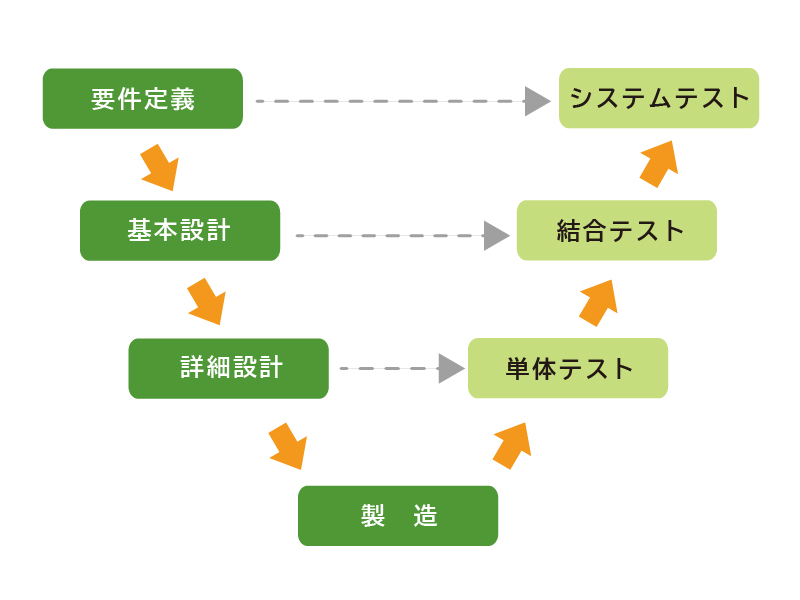 要件定義
システムテスト
基本設計
結合テスト
詳細設計
単体テスト
製　造